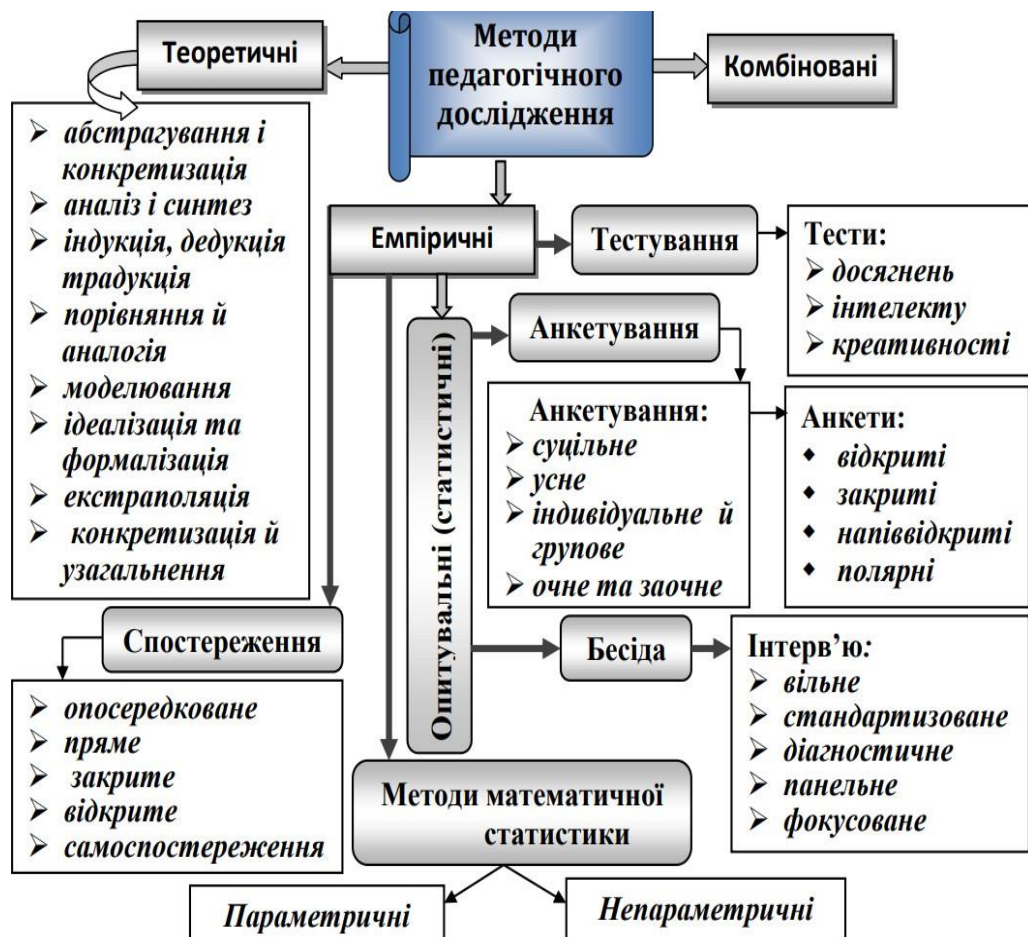 Методи
педагогічного
дослідження
Теоретичні
Комбіновані
➢ абстрагування і
конкретизація
➢ аналіз і синтез
➢ індукція, дедукція
традукція
➢ порівняння й
аналогія
➢ моделювання
➢ ідеалізація та
формалізація
➢ екстраполяція
➢ конкретизація й
узагальнення
Емпіричні
Тестування
Тести:
➢ досягнень
➢ інтелекту
➢ креативності
Опитувальні (статистичні)
Анкетування
Анкетування:
➢ суцільне
➢ усне
➢ індивідуальне й
групове
➢ очне та заочне
Анкети:
◆ відкриті
◆ закриті
◆ напіввідкриті
◆ полярні
Спостереження
➢ опосередковане
➢ пряме
➢ закрите
➢ відкрите
➢ самоспостереження
Бесіда
Інтерв’ю:
➢ вільне
➢ стандартизоване
➢ діагностичне
➢ панельне
➢ фокусоване
Методи математичної
статистики
Параметричні
Непараметричні